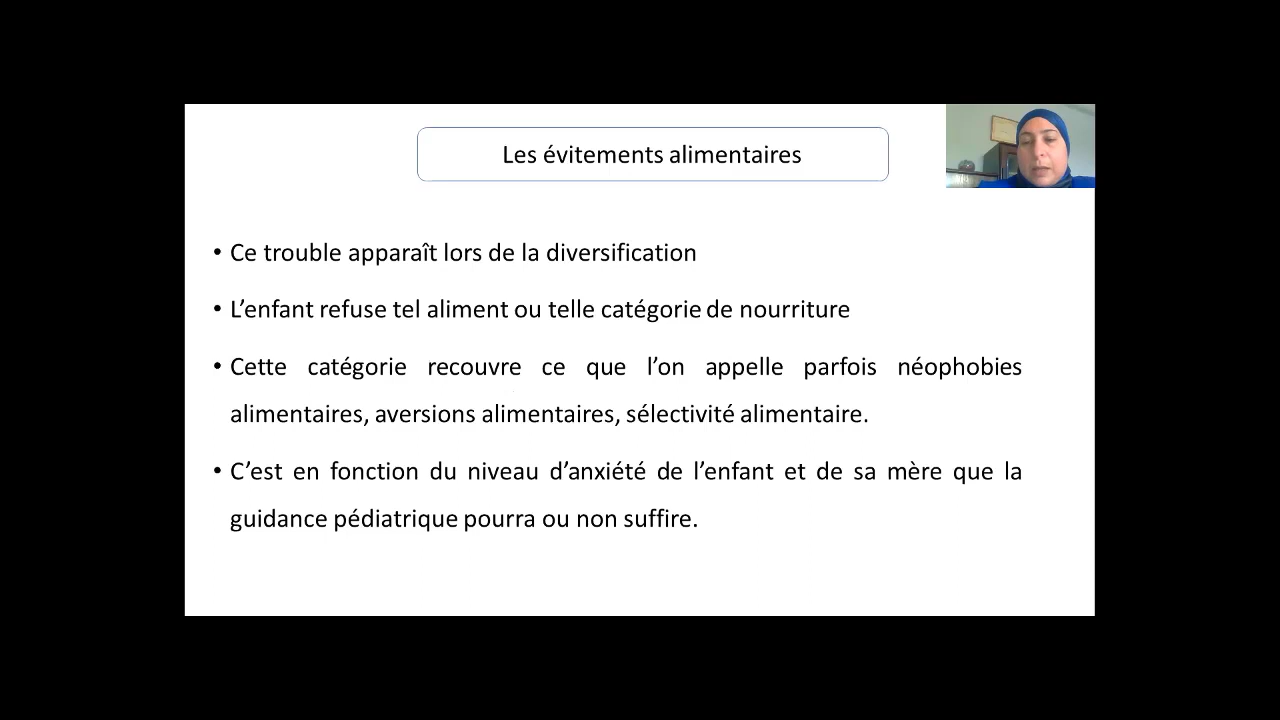 Les évitements alimentaires
• Ce trouble apparaît lors de la diversification
• L’enfant refuse tel aliment ou telle catégorie de nourriture
• Cette catégorie recouvre ce que l’on appelle parfois néophobies
alimentaires, aversions alimentaires, sélectivité alimentaire.
• C’est en fonction du niveau d’anxiété de l’enfant et de sa mère que la
guidance pédiatrique pourra ou non suffire.